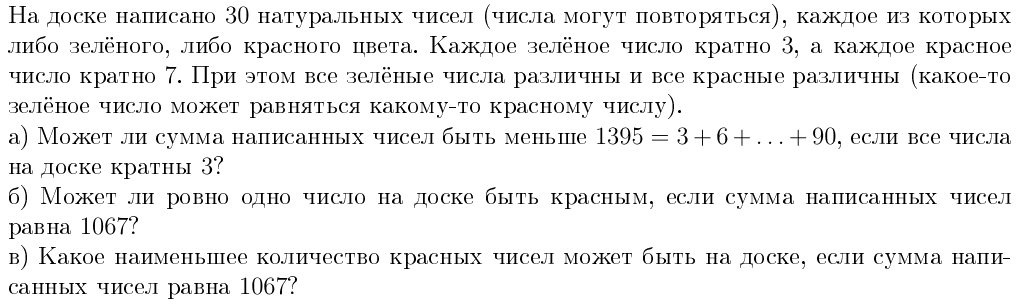 На доске написано 30 натуральных чисел (числа могут повторяться), каждое из которых
либо зелёного, либо красного цвета. Каждое зелёное число кратно 3, а каждое красное
число кратно 7. При этом все зелёные числа различны и все красные различны (какое-то
зелёное число может равняться какому-то красному числу).
а) Может ли сумма написанных чисел быть меньше 1395 = 3 + 6 + . . . + 90, если все числа
на доске кратны 3?
б) Может ли ровно одно число на доске быть красным, если сумма написанных чисел
равна 1067?
в) Какое наименьшее количество красных чисел может быть на доске, если сумма напи-
санных чисел равна 1067?